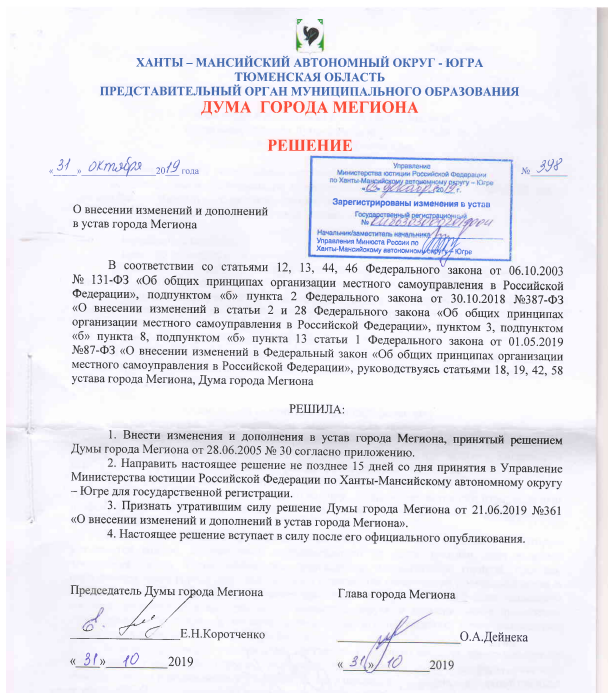 ХАНТЫ – МАНСИЙСКИЙ АВТОНОМНЫЙ ОКРУГ - ЮГРА
ТЮМЕНСКАЯ ОБЛАСТЬ
ПРЕДСТАВИТЕЛЬНЫЙ ОРГАН МУНИЦИПАЛЬНОГО ОБРАЗОВАНИЯ
ДУМА ГОРОДА МЕГИОНА
РЕШЕНИЕ
«31» октября 2019 года
№ 398
Управление
Министерства юстиции Российской Федерации
по Ханты-Мансийскому автономному округу – Югре
декабря
Зарегистрированы изменения в устав
Государственный регистрационный
№
Начальник/заместитель начальника
Управления Минюста России по
Ханты-Мансийскому автономному округу – Югре
О внесении изменений и дополнений
в устав города Мегиона
В соответствии со статьями 12, 13, 44, 46 Федерального закона от 06.10.2003
№ 131-ФЗ «Об общих принципах организации местного самоуправления в Российской
Федерации», подпунктом «б» пункта 2 Федерального закона от 30.10.2018 №387-ФЗ
«О внесении изменений в статьи 2 и 28 Федерального закона «Об общих принципах
организации местного самоуправления в Российской Федерации», пунктом 3, подпунктом
«б» пункта 8, подпунктом «б» пункта 13 статьи 1 Федерального закона от 01.05.2019
№87-ФЗ «О внесении изменений в Федеральный закон «Об общих принципах организации
местного самоуправления в Российской Федерации», руководствуясь статьями 18, 19, 42, 58
устава города Мегиона, Дума города Мегиона
РЕШИЛА:
1. Внести изменения и дополнения в устав города Мегиона, принятый решением
Думы города Мегиона от 28.06.2005 № 30 согласно приложению.
2. Направить настоящее решение не позднее 15 дней со дня принятия в Управление
Министерства юстиции Российской Федерации по Ханты-Мансийскому автономному округу
– Югре для государственной регистрации.
3. Признать утратившим силу решение Думы города Мегиона от 21.06.2019 №361
«О внесении изменений и дополнений в устав города Мегиона».
4. Настоящее решение вступает в силу после его официального опубликования.
Председатель Думы города Мегиона
Е.Н.Коротченко
«31» 10 2019
Глава города Мегиона
О.А.Дейнека
«31» 10 2019